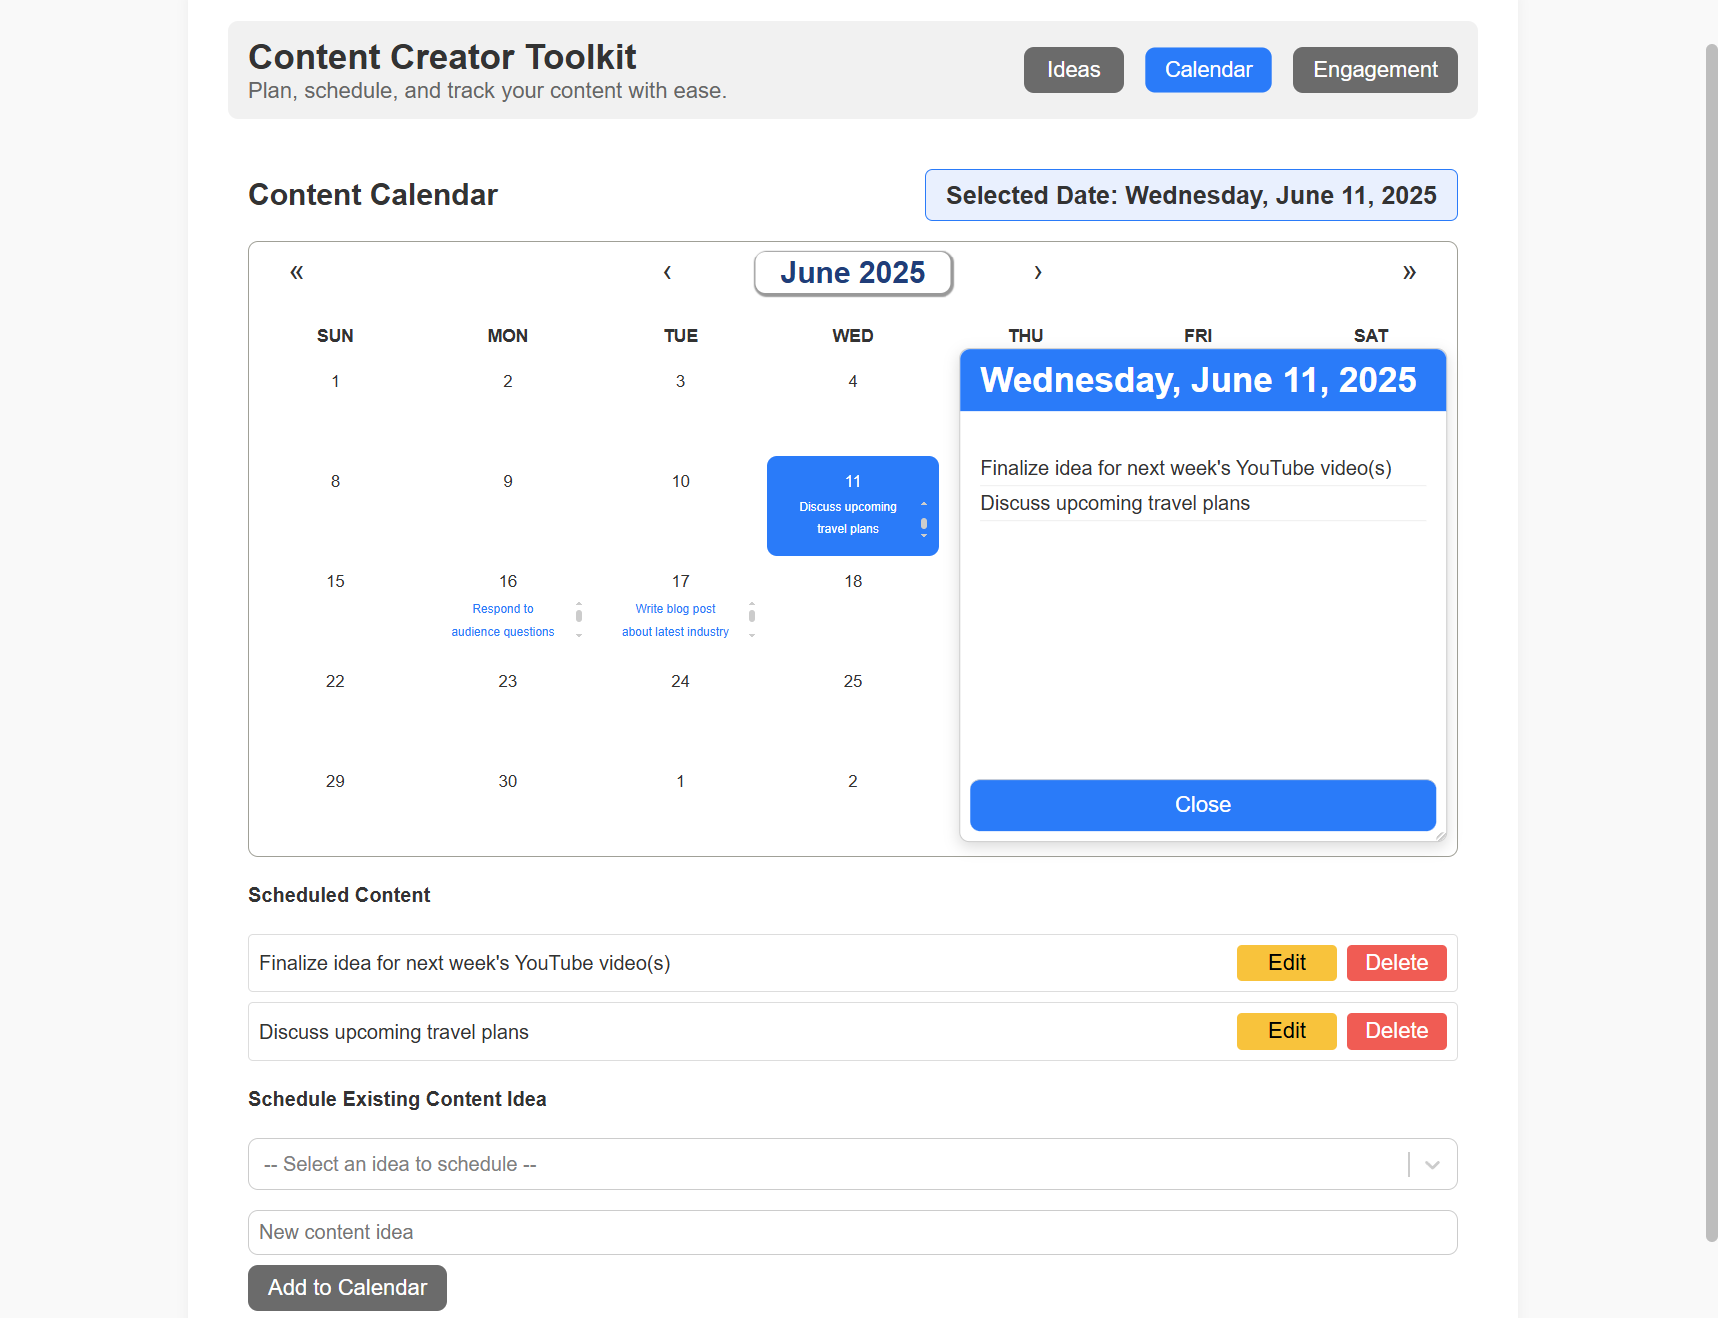 Content Creator Toolkit
Plan, schedule, and track your content with ease.
Ideas
Calendar
Engagement
Content Calendar
Selected Date: Wednesday, June 11, 2025
«
‹
June 2025
›
»
SUN MON TUE WED THU FRI SAT
1 2 3 4
8 9 10 11
Discuss upcoming
travel plans
15 16 17 18
Respond to
audience questions
Write blog post
about latest industry
22 23 24 25
29 30 1 2
Wednesday, June 11, 2025
Finalize idea for next week's YouTube video(s)
Discuss upcoming travel plans
Close
Scheduled Content
Finalize idea for next week's YouTube video(s) Edit Delete
Discuss upcoming travel plans Edit Delete
Schedule Existing Content Idea
-- Select an idea to schedule --
New content idea
Add to Calendar